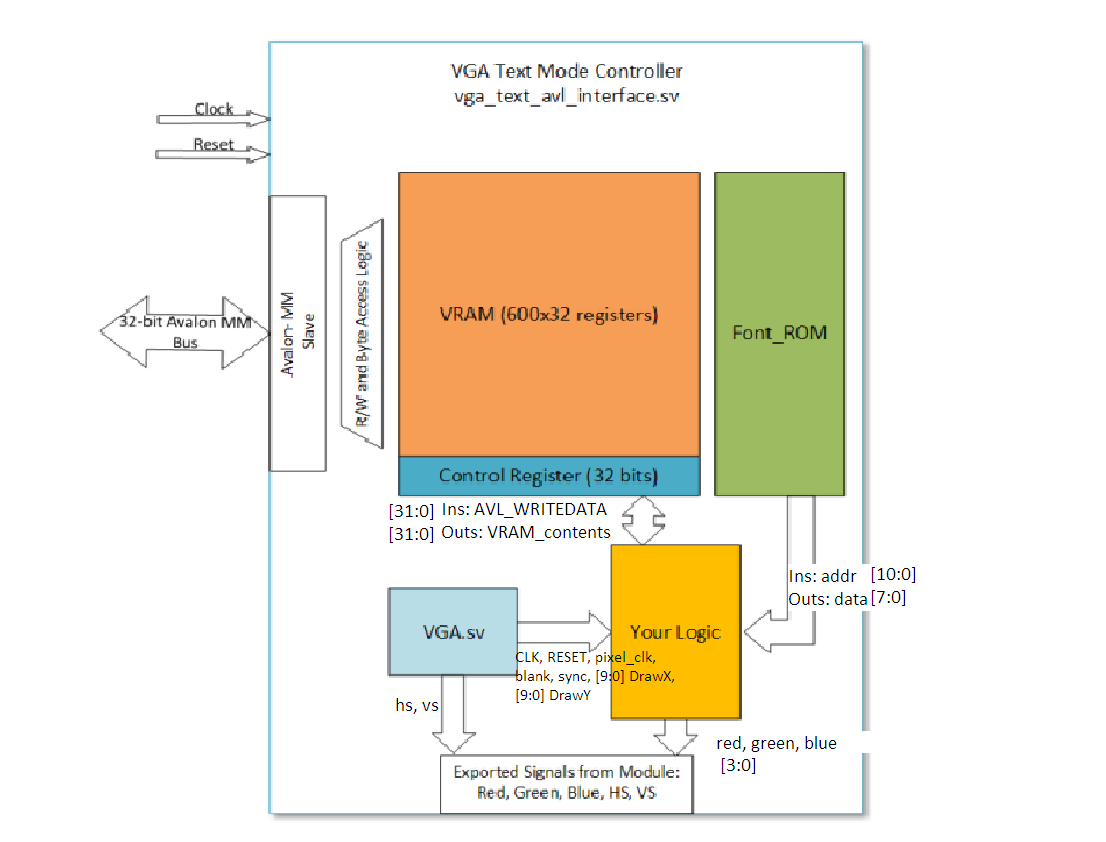 VGA Text Mode Controller
vga_text_avl_interface.sv
Clock
Reset
32-bit Avalon MM
Bus
Avalon- MM
Slave
R/W and Byte Access Logic
VRAM (600x32 registers)
Font_ROM
Control Register (32 bits)
[31:0] Ins: AVL_WRITEDATA
[31:0] Outs: VRAM_contents
Ins: addr [10:0]
Outs: data [7:0]
VGA.sv
Your Logic
CLK, RESET, pixel_clk,
blank, sync, [9:0] DrawX,
[9:0] DrawY
hs, vs
red, green, blue
[3:0]
Exported Signals from Module:
Red, Green, Blue, HS, VS